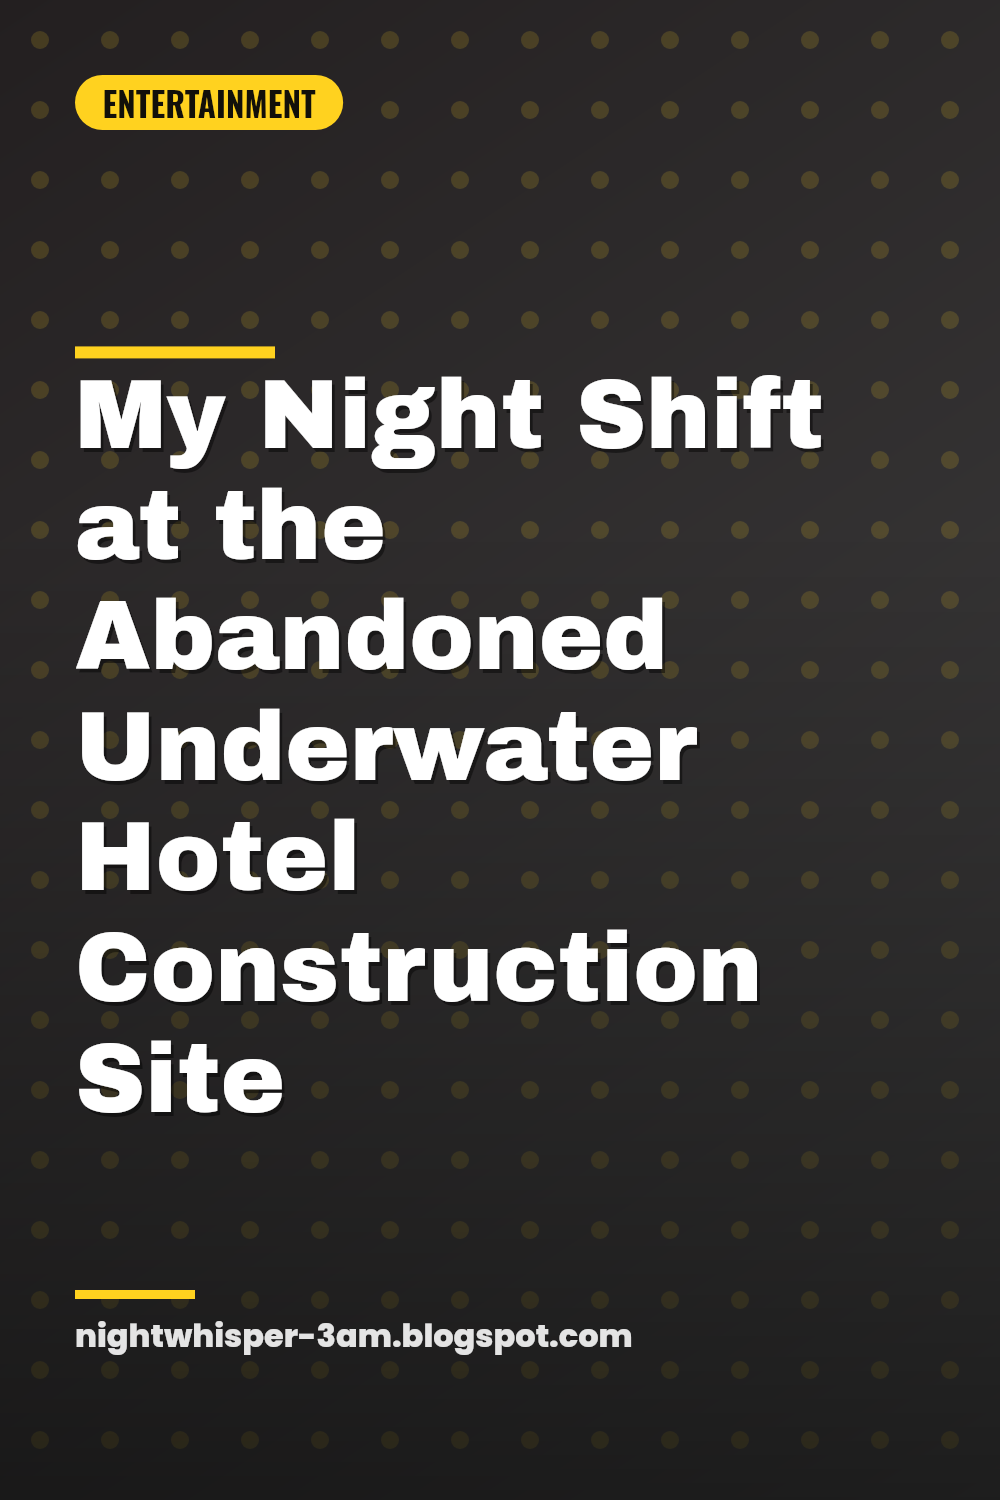 ENTERTAINMENT
My Night Shift
at the
Abandoned
Underwater
Hotel
Construction
Site
nightwhisper-3am.blogspot.com